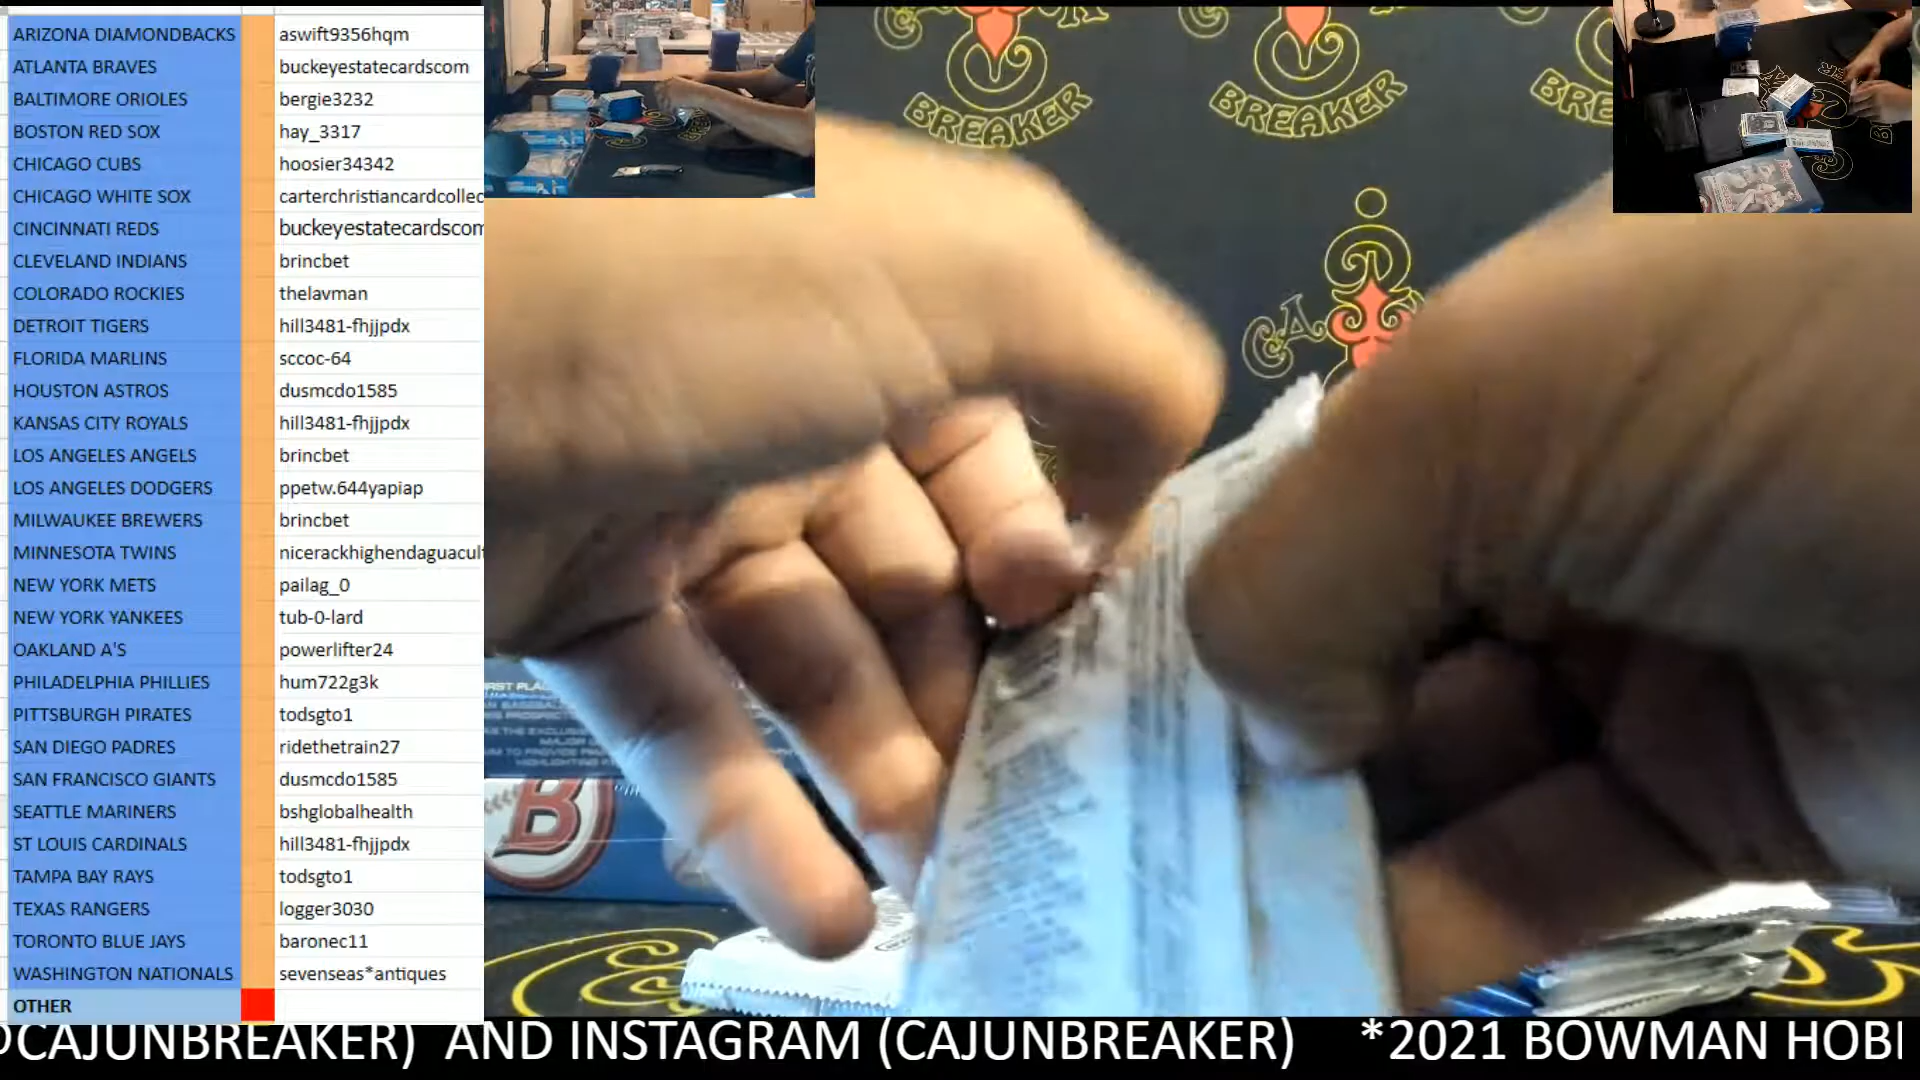 ARIZONA DIAMONDBACKS aswift9356hqm
ATLANTA BRAVES buckeyestatecardscom
BALTIMORE ORIOLES bergie3232
BOSTON RED SOX hay_3317
CHICAGO CUBS hoosier34342
CHICAGO WHITE SOX carterchristiancardcollec
CINCINNATI REDS buckeyestatecardscom
CLEVELAND INDIANS brincbet
COLORADO ROCKIES thelavman
DETROIT TIGERS hill3481-fhjjpdx
FLORIDA MARLINS sccoc-64
HOUSTON ASTROS dusmcdo1585
KANSAS CITY ROYALS hill3481-fhjjpdx
LOS ANGELES ANGELS brincbet
LOS ANGELES DODGERS ppetw.644yapiap
MILWAUKEE BREWERS brincbet
MINNESOTA TWINS nicerackhighendaguacult
NEW YORK METS pailag_0
NEW YORK YANKEES tub-0-lard
OAKLAND A'S powerlifter24
PHILADELPHIA PHILLIES hum722g3k
PITTSBURGH PIRATES todsgto1
SAN DIEGO PADRES ridethetrain27
SAN FRANCISCO GIANTS dusmcdo1585
SEATTLE MARINERS bshglobalhealth
ST LOUIS CARDINALS hill3481-fhjjpdx
TAMPA BAY RAYS todsgto1
TEXAS RANGERS logger3030
TORONTO BLUE JAYS baronec11
WASHINGTON NATIONALS sevenseas*antiques
OTHER
BREAKER
BREAKER
BRE
CA
B
CAJUNBREAKER) AND INSTAGRAM (CAJUNBREAKER) *2021 BOWMAN HOB